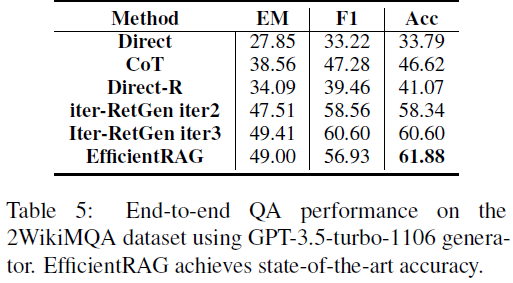 Method EM F1 Acc
Direct 27.85 33.22 33.79
CoT 38.56 47.28 46.62
Direct-R 34.09 39.46 41.07
iter-RetGen iter2 47.51 58.56 58.34
Iter-RetGen iter3 49.41 60.60 60.60
EfficientRAG 49.00 56.93 61.88
Table 5: End-to-end QA performance on the
2WikiMQA dataset using GPT-3.5-turbo-1106 genera-
tor. EfficientRAG achieves state-of-the-art accuracy.